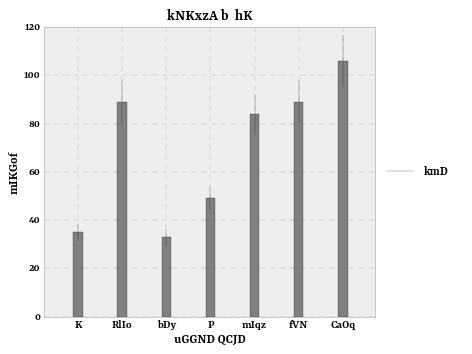 kNKxzA b hK
120
100
80
60
40
20
0
mIKGof
K RlIo bDy P mIqz fVN CaOq
uGGND QCJD
kmD